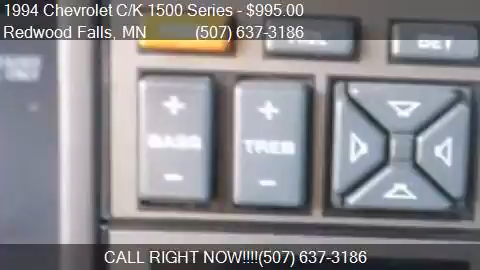 1994 Chevrolet C/K 1500 Series - $995.00
Redwood Falls, MN (507) 637-3186
SET
+ +
BASS TREB
- -
CALL RIGHT NOW!!!!(507) 637-3186